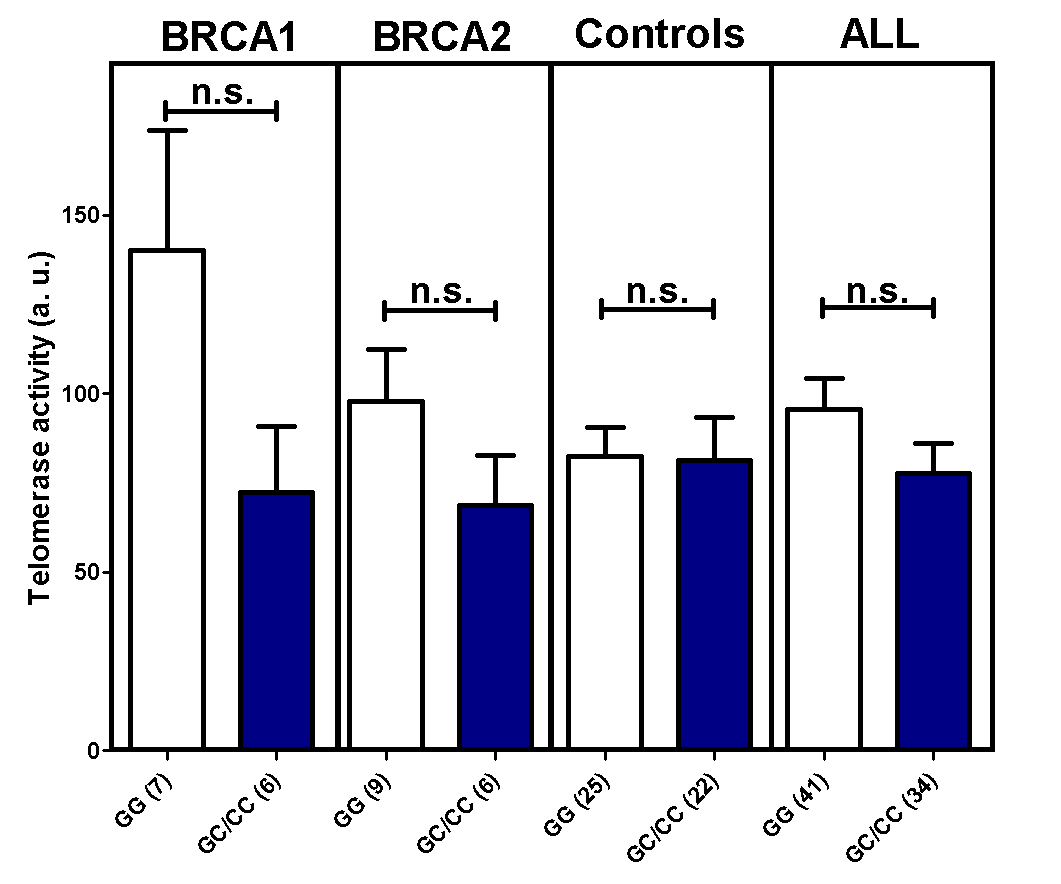 BRCA1 BRCA2 Controls ALL
n.s.
n.s. n.s. n.s.
Telomerase activity (a. u.)
150
100
50
0
GG (7) GC/CC (6) GG (9) GC/CC (6) GG (25) GC/CC (22) GG (41) GC/CC (34)